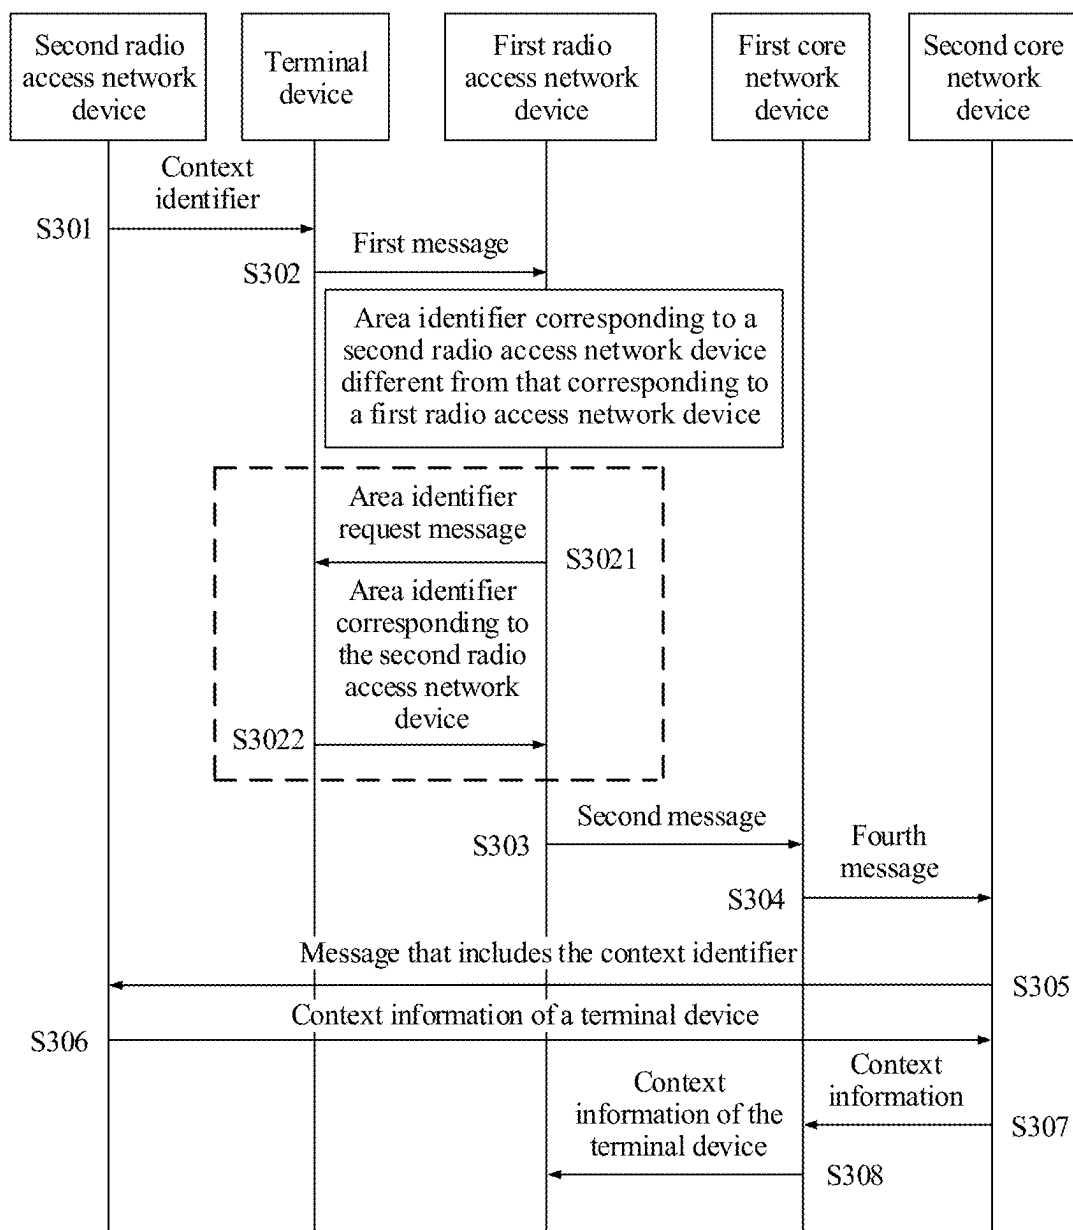 Second radio
access network
device
Terminal
device
First radio
access network
device
First core
network
device
Second core
network
device
Context
identifier
S301
First message
S302
Area identifier corresponding to a
second radio access network device
different from that corresponding to
a first radio access network device
Area identifier
request message
S3021
Area identifier
corresponding to
the second radio
access network
device
S3022
Second message
S303
Fourth
message
S304
Message that includes the context identifier
S305
Context information of a terminal device
S306
Context
information
S307
Context
information of the
terminal device
S308